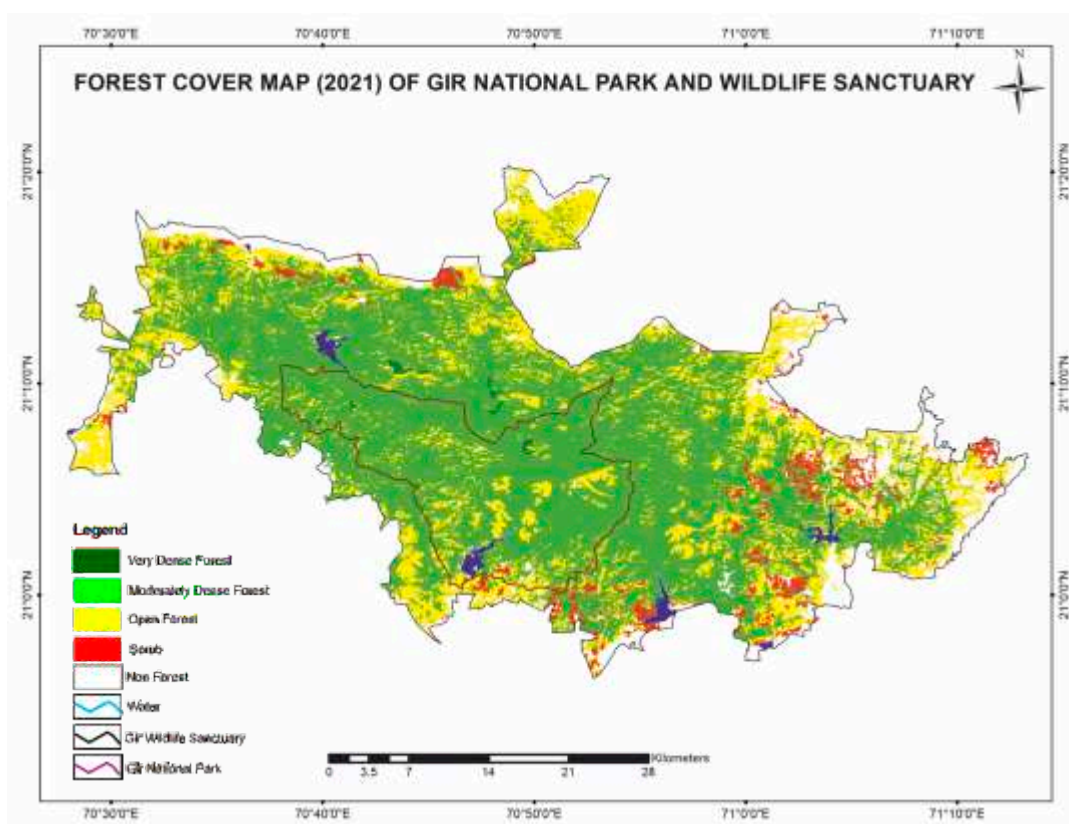 70°30'0"E 70°40'0"E 70°50'0"E 71°0'0"E 71°10'0"E
N
FOREST COVER MAP (2021) OF GIR NATIONAL PARK AND WILDLIFE SANCTUARY
21°20'0"N 21°20'0"N
21°10'0"N 21°10'0"N
21°0'0"N 21°0'0"N
Legend
Very Dense Forest
Moderately Dense Forest
Open Forest
Scrub
Non Forest
Water
Gir Wildlife Sanctuary
Gir National Park
Kilometers
0 3.5 7 14 21 28
70°30'0"E 70°40'0"E 70°50'0"E 71°0'0"E 71°10'0"E